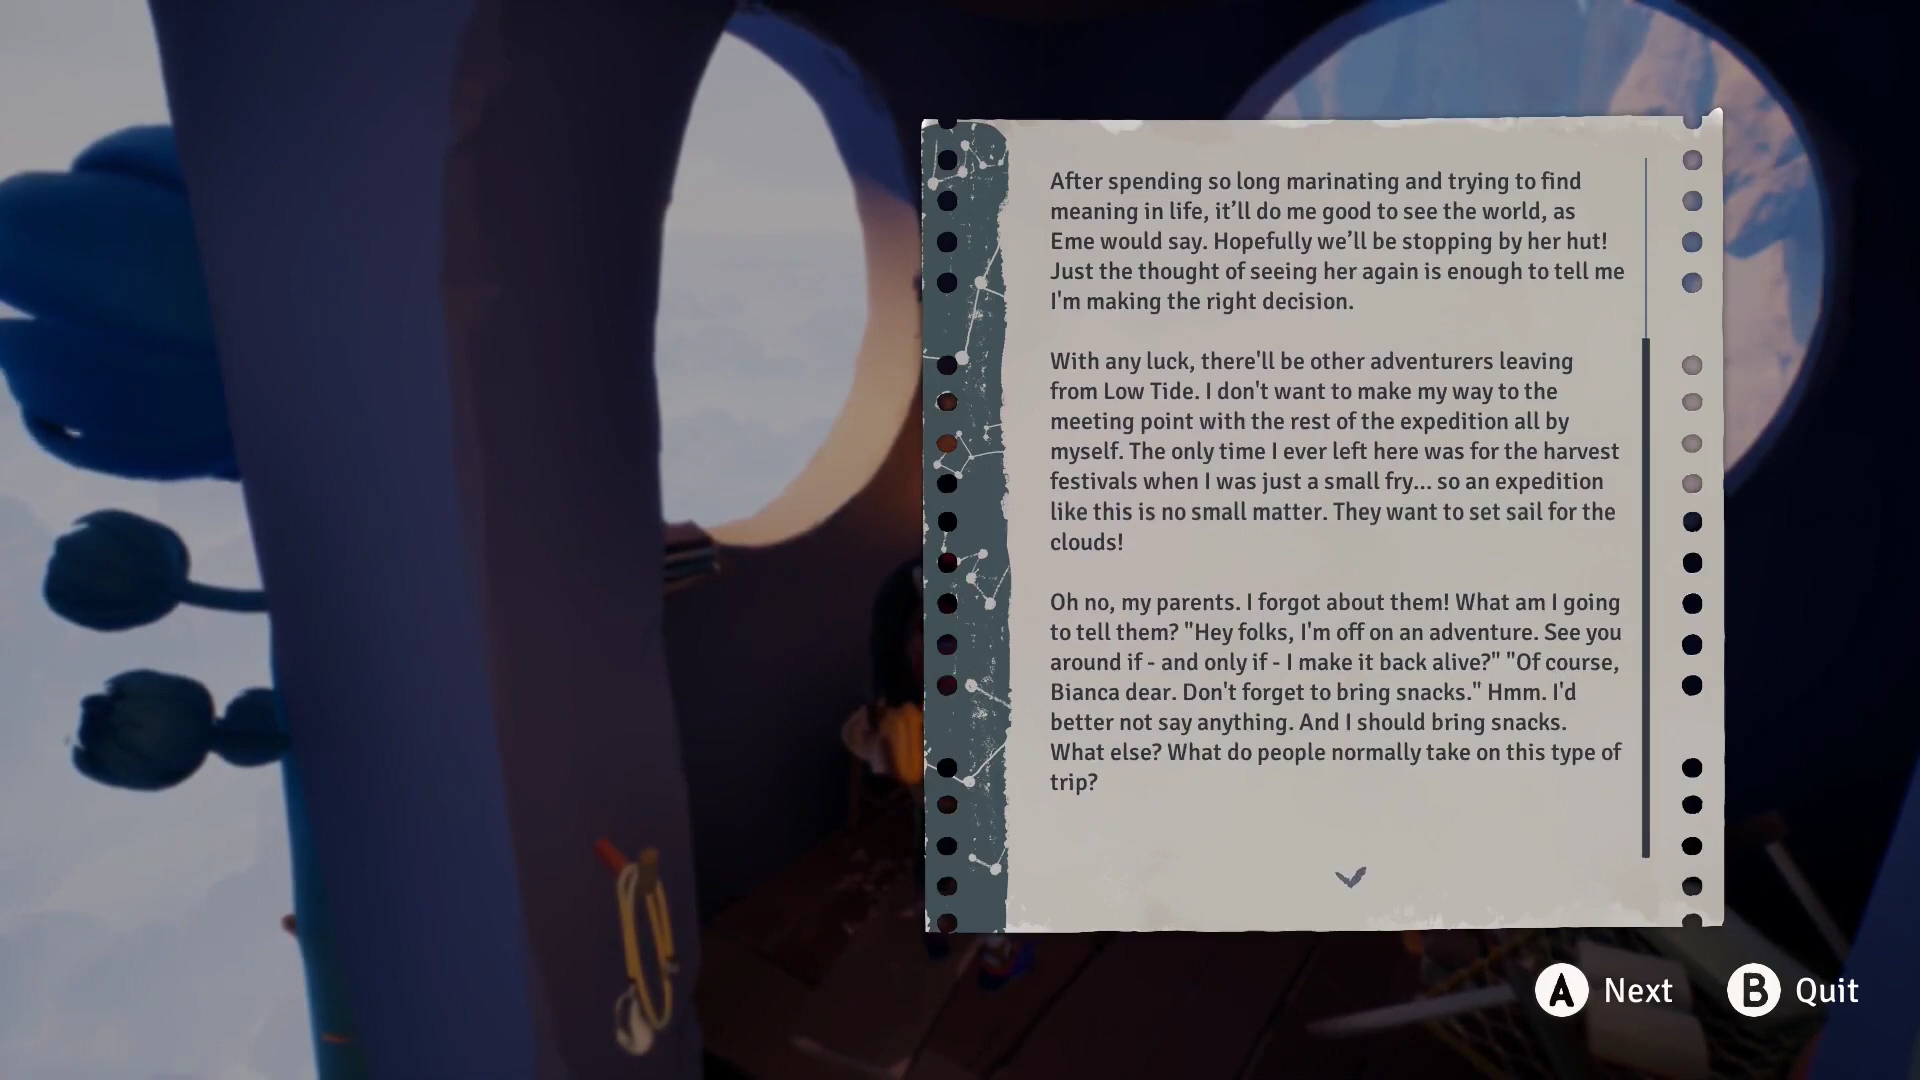 After spending so long marinating and trying to find
meaning in life, it’ll do me good to see the world, as
Eme would say. Hopefully we’ll be stopping by her hut!
Just the thought of seeing her again is enough to tell me
I'm making the right decision.
With any luck, there'll be other adventurers leaving
from Low Tide. I don't want to make my way to the
meeting point with the rest of the expedition all by
myself. The only time I ever left here was for the harvest
festivals when I was just a small fry... so an expedition
like this is no small matter. They want to set sail for the
clouds!
Oh no, my parents. I forgot about them! What am I going
to tell them? "Hey folks, I'm off on an adventure. See you
around if - and only if - I make it back alive?" "Of course,
Bianca dear. Don't forget to bring snacks." Hmm. I'd
better not say anything. And I should bring snacks.
What else? What do people normally take on this type of
trip?
A Next B Quit